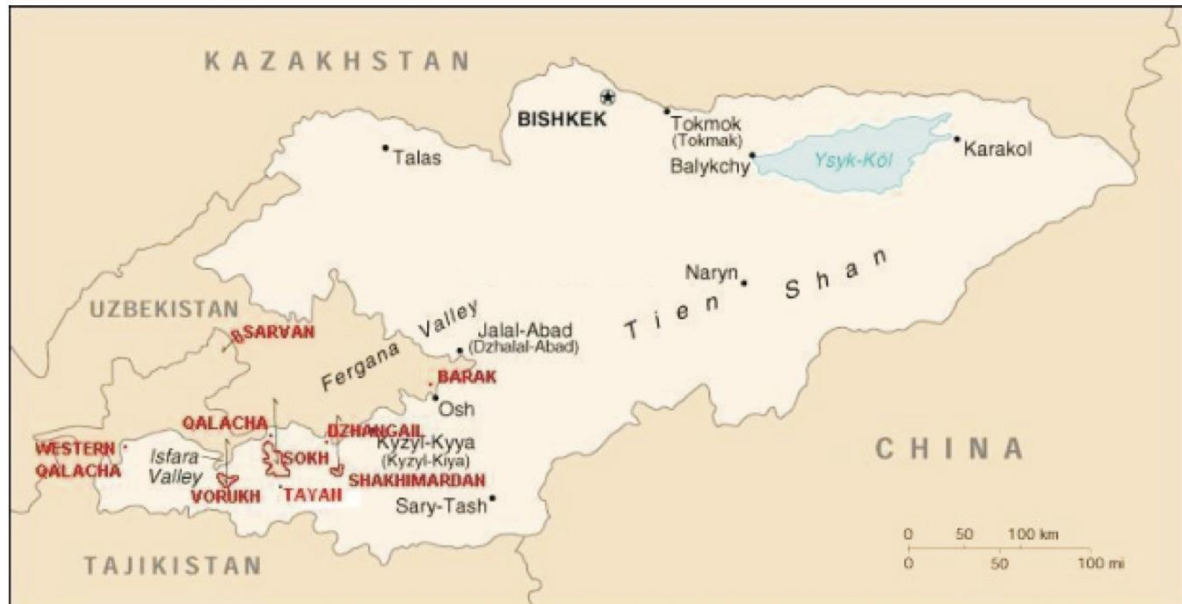 KAZAKHSTAN
BISHKEK
Tokmok
(Tokmak)
Talas
Balykchy
Ysyk-Köl
Karakol
Naryn
Tien Shan
UZBEKISTAN
SARVAN
Fergana Valley
Jalal-Abad
(Dzhalal-Abad)
BARAK
Osh
QALACHA
DZHANGAIL
Kyzyl-Kyya
(Kyzyl-Kiya)
WESTERN
QALACHA
Isfara
Valley
SOKH
SHAKHIMARDAN
VORUKH
TAYAN
Sary-Tash
CHINA
TAJIKISTAN
0 50 100 km
0 50 100 mi